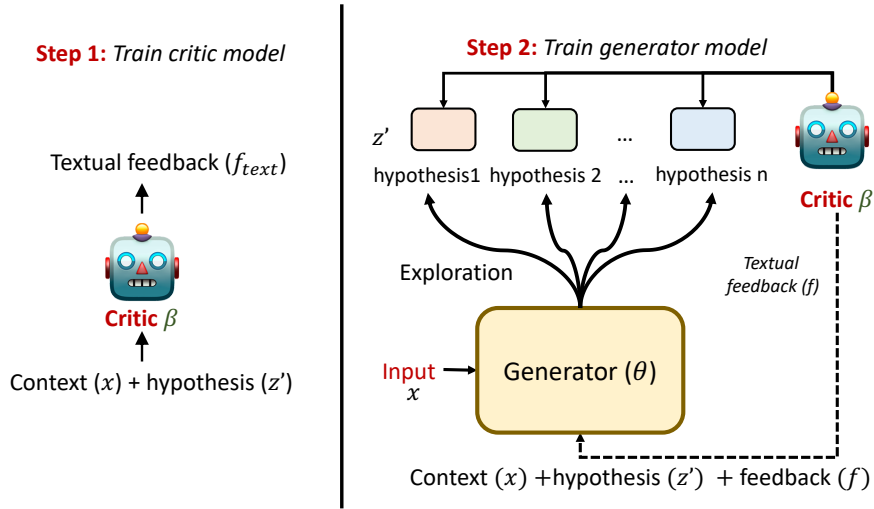 Step 1: Train critic model
Textual feedback (f_text)
Critic β
Context (x) + hypothesis (z')
Step 2: Train generator model
z'
...
hypothesis1 hypothesis 2 ... hypothesis n
Critic β
Exploration
Textual
feedback (f)
Input
x
Generator (θ)
Context (x) +hypothesis (z') + feedback (f)